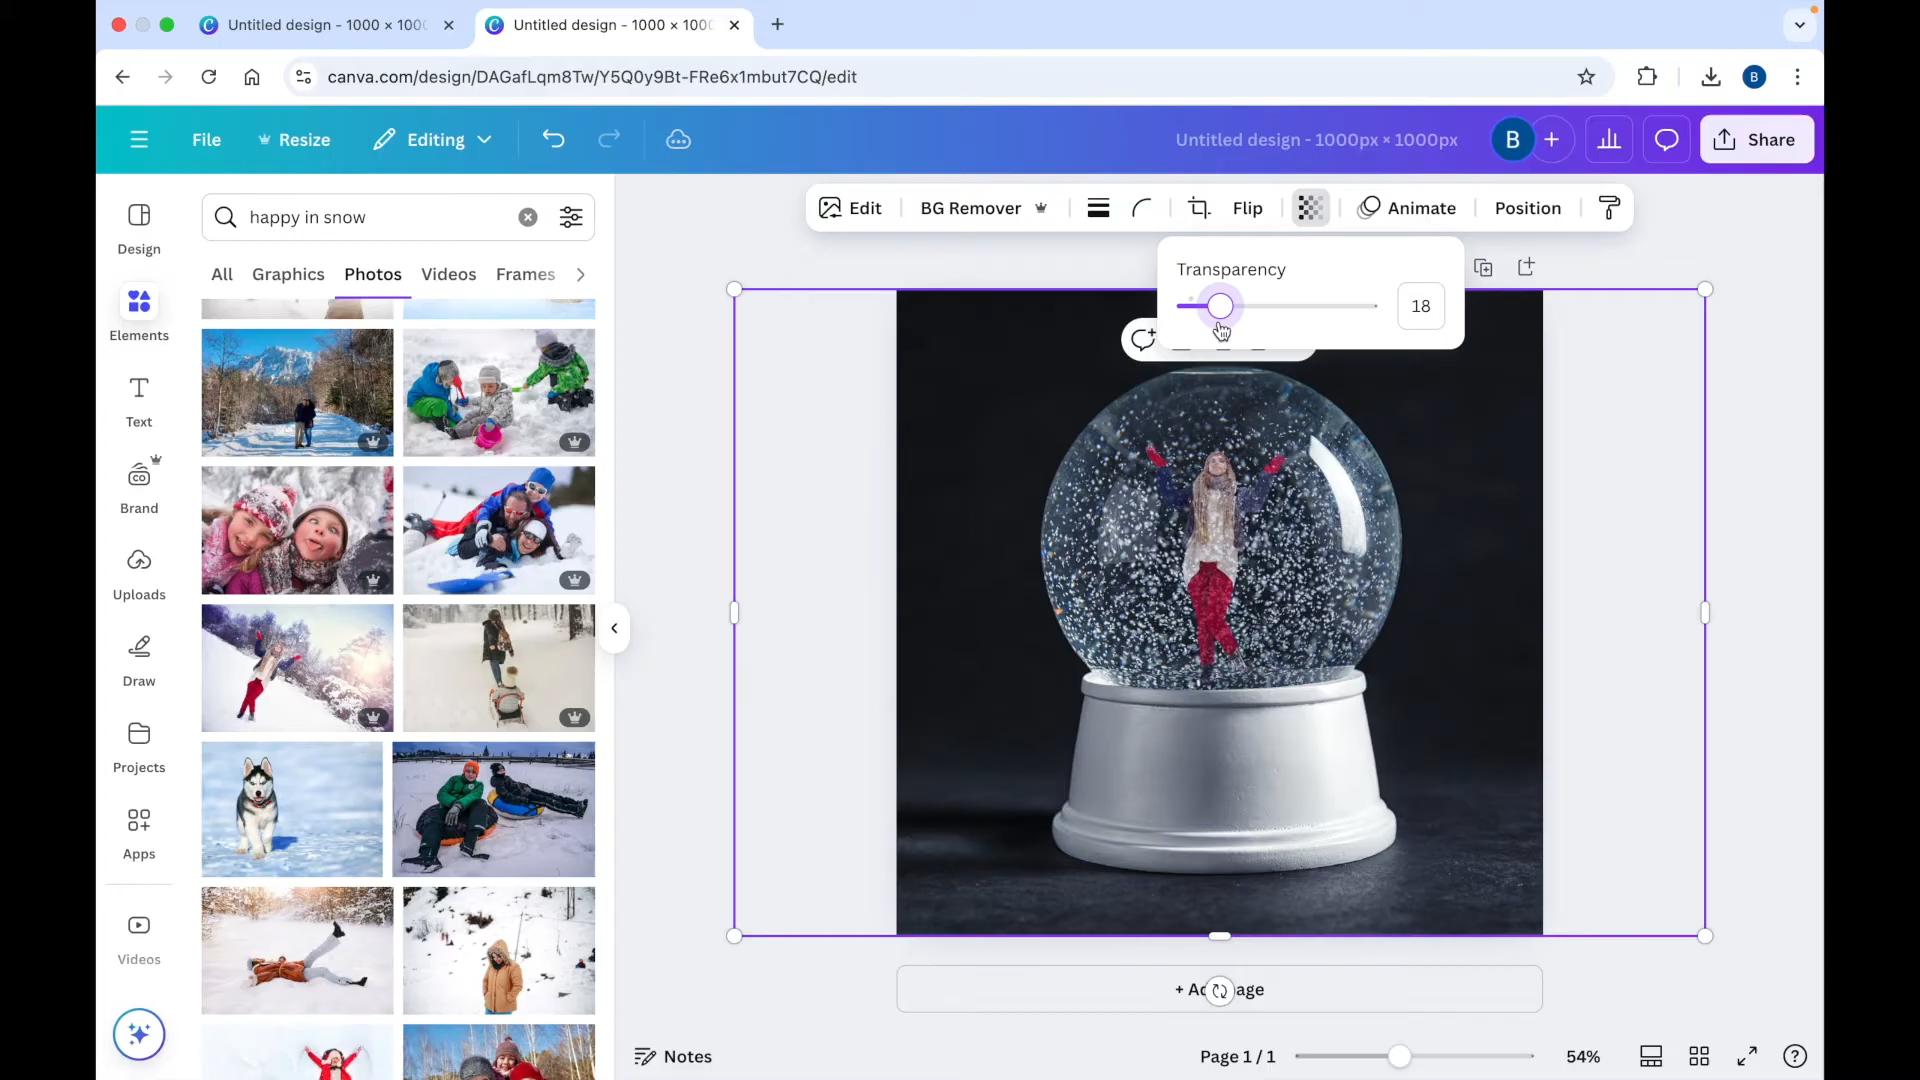 Untitled design - 1000 × 100
Untitled design - 1000 × 100
canva.com/design/DAGafLqm8Tw/Y5Q0y9Bt-FRe6x1mbut7CQ/edit
B
File
Resize
Editing
Untitled design - 1000px × 1000px
B
Share
happy in snow
Edit
BG Remover
Flip
Animate
Position
All
Graphics
Photos
Videos
Frames
Transparency
18
Design
Elements
Text
Brand
Uploads
Draw
Projects
Apps
Videos
+ Ad age
Notes
Page 1 / 1
54%